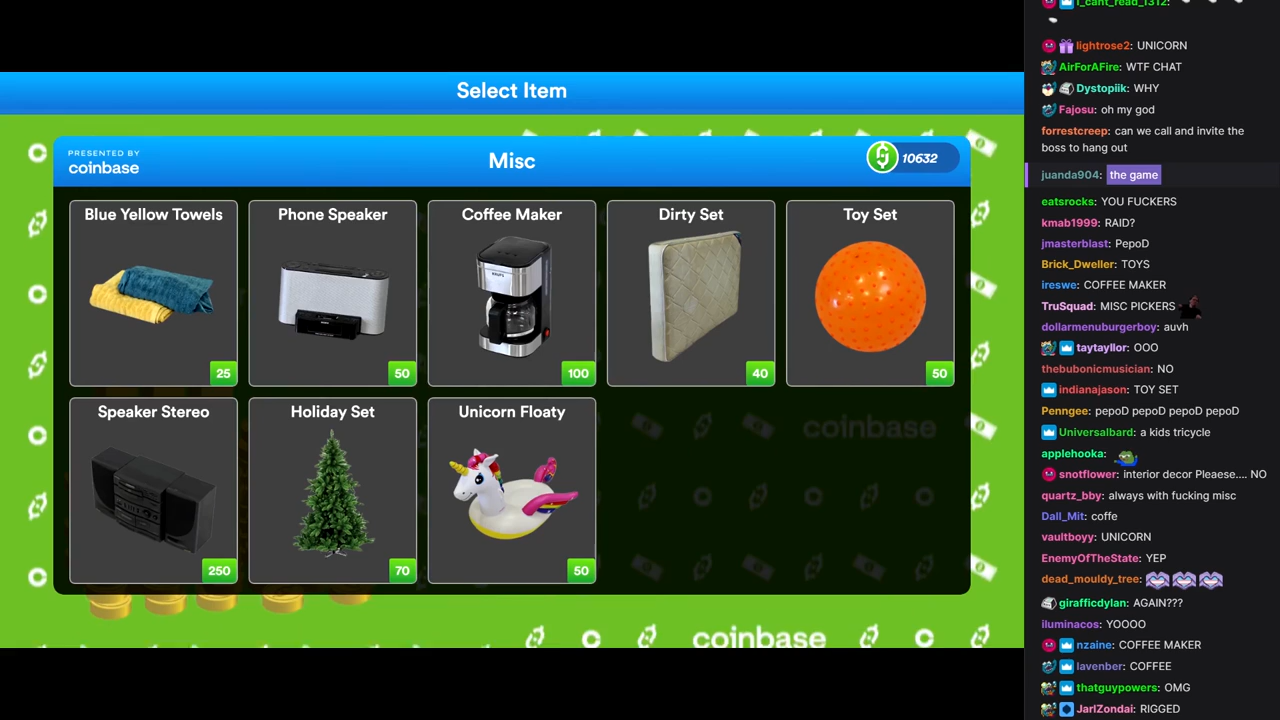 Select Item
PRESENTED BY
coinbase
Misc
10632
Blue Yellow Towels
25
Phone Speaker
50
Coffee Maker
100
Dirty Set
40
Toy Set
50
Speaker Stereo
250
Holiday Set
70
Unicorn Floaty
50
coinbase
coinbase
i_cant_read_1312:
lightrose2: UNICORN
AirForAFire: WTF CHAT
Dystopiik: WHY
Fajosu: oh my god
forrestcreep: can we call and invite the
boss to hang out
juanda904: the game
eatsrocks: YOU FUCKERS
kmab1999: RAID?
jmasterblast: PepoD
Brick_Dweller: TOYS
ireswe: COFFEE MAKER
TruSquad: MISC PICKERS
dollarmenuburgerboy: auvh
taytayllor: OOO
thebubonicmusician: NO
indianajason: TOY SET
Penngee: pepoD pepoD pepoD pepoD
Universalbard: a kids tricycle
applehooka:
snotflower: interior decor Pleaese.... NO
quartz_bby: always with fucking misc
Dall_Mit: coffe
vaultboyy: UNICORN
EnemyOfTheState: YEP
dead_mouldy_tree:
girafficdylan: AGAIN???
iluminacos: YOOOO
nzaine: COFFEE MAKER
lavenber: COFFEE
thatguypowers: OMG
JarlZondai: RIGGED